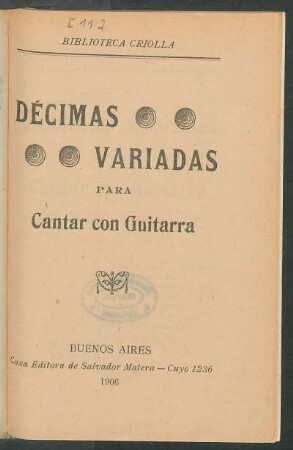 [11]
BIBLIOTECA CRIOLLA
DÉCIMAS
VARIADAS
PARA
Cantar con Guitarra
BUENOS AIRES
Casa Editora de Salvador Matera — Cuyo 1236
1906